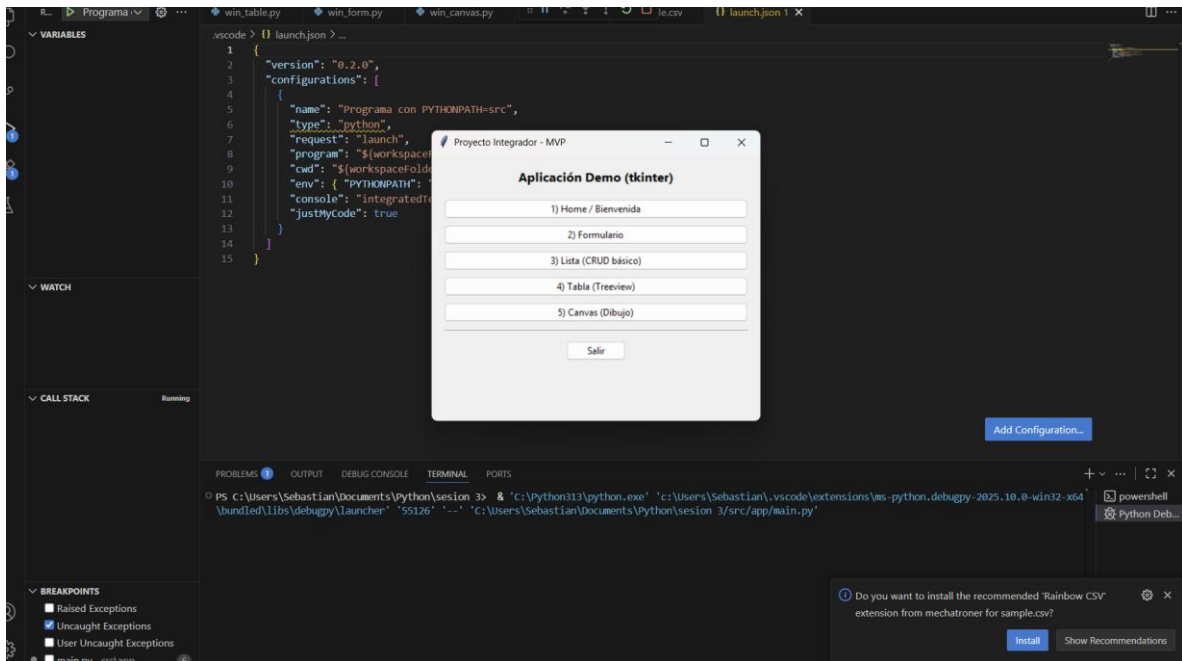 R... Programa
win_table.py win_form.py win_canvas.py le.csv {} launch.json 1
VARIABLES
.vscode > {} launch.json > ...
1 {
2 "version": "0.2.0",
3 "configurations": [
4 {
5 "name": "Programa con PYTHONPATH=src",
6 "type": "python",
7 "request": "launch",
8 "program": "${workspaceF
9 "cwd": "${workspaceFolde
10 "env": { "PYTHONPATH": "
11 "console": "integratedTe
12 "justMyCode": true
13 }
14 ]
15 }
Proyecto Integrador - MVP
Aplicación Demo (tkinter)
1) Home / Bienvenida
2) Formulario
3) Lista (CRUD básico)
4) Tabla (Treeview)
5) Canvas (Dibujo)
Salir
WATCH
CALL STACK Running
Add Configuration...
PROBLEMS 1 OUTPUT DEBUG CONSOLE TERMINAL PORTS
PS C:\Users\Sebastian\Documents\Python\sesion 3> & 'C:\Python313\python.exe' 'c:\Users\Sebastian\.vscode\extensions\ms-python.debugpy-2025.10.0-win32-x64
\bundled\libs\debugpy\launcher' '55126' '--' 'C:\Users\Sebastian\Documents\Python\sesion 3/src/app/main.py'
powershell
Python Deb...
BREAKPOINTS
Raised Exceptions
Uncaught Exceptions
User Uncaught Exceptions
main.py src\app 6
Do you want to install the recommended 'Rainbow CSV'
extension from mechatroner for sample.csv?
Install Show Recommendations